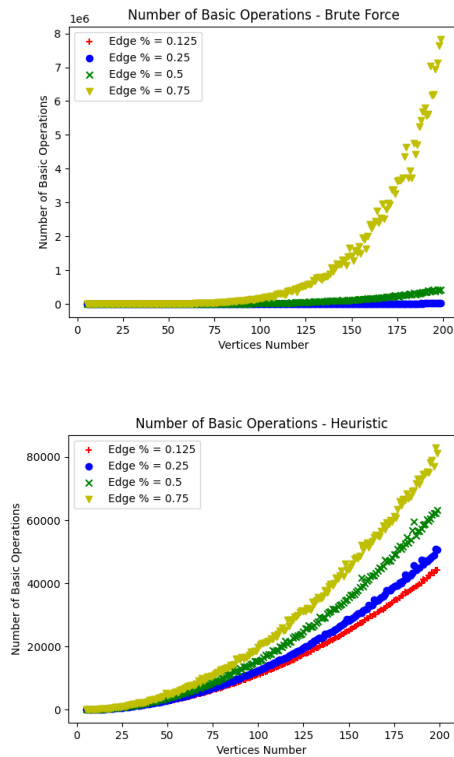 Number of Basic Operations - Brute Force
1e6
Edge % = 0.125
Edge % = 0.25
Edge % = 0.5
Edge % = 0.75
Number of Basic Operations
8
7
6
5
4
3
2
1
0
0 25 50 75 100 125 150 175 200
Vertices Number
Number of Basic Operations - Heuristic
Edge % = 0.125
Edge % = 0.25
Edge % = 0.5
Edge % = 0.75
Number of Basic Operations
80000
60000
40000
20000
0
0 25 50 75 100 125 150 175 200
Vertices Number